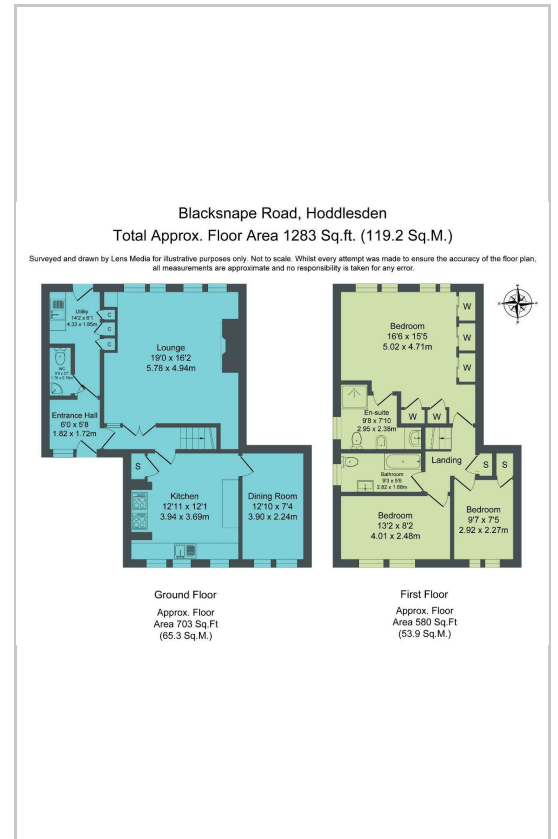 Blacksnape Road, Hoddlesden
Total Approx. Floor Area 1283 Sq.ft. (119.2 Sq.M.)
Surveyed and drawn by Lens Media for illustrative purposes only. Not to scale. Whilst every attempt was made to ensure the accuracy of the floor plan,
all measurements are approximate and no responsibility is taken for any error.
Utility
14'2 x 6'1
4.33 x 1.85m
C
C
C
WC
Lounge
19'0 x 16'2
5.78 x 4.94m
Entrance Hall
6'0 x 5'8
1.82 x 1.72m
S
Kitchen
12'11 x 12'1
3.94 x 3.69m
Dining Room
12'10 x 7'4
3.90 x 2.24m
Ground Floor
Approx. Floor
Area 703 Sq.Ft
(65.3 Sq.M.)
Bedroom
16'6 x 15'5
5.02 x 4.71m
W
W
W
W
W
En-suite
9'8 x 7'10
2.95 x 2.38m
Bathroom
9'3 x 5'6
2.82 x 1.68m
Landing
S
S
Bedroom
13'2 x 8'2
4.01 x 2.48m
Bedroom
9'7 x 7'5
2.92 x 2.27m
First Floor
Approx. Floor
Area 580 Sq.Ft
(53.9 Sq.M.)